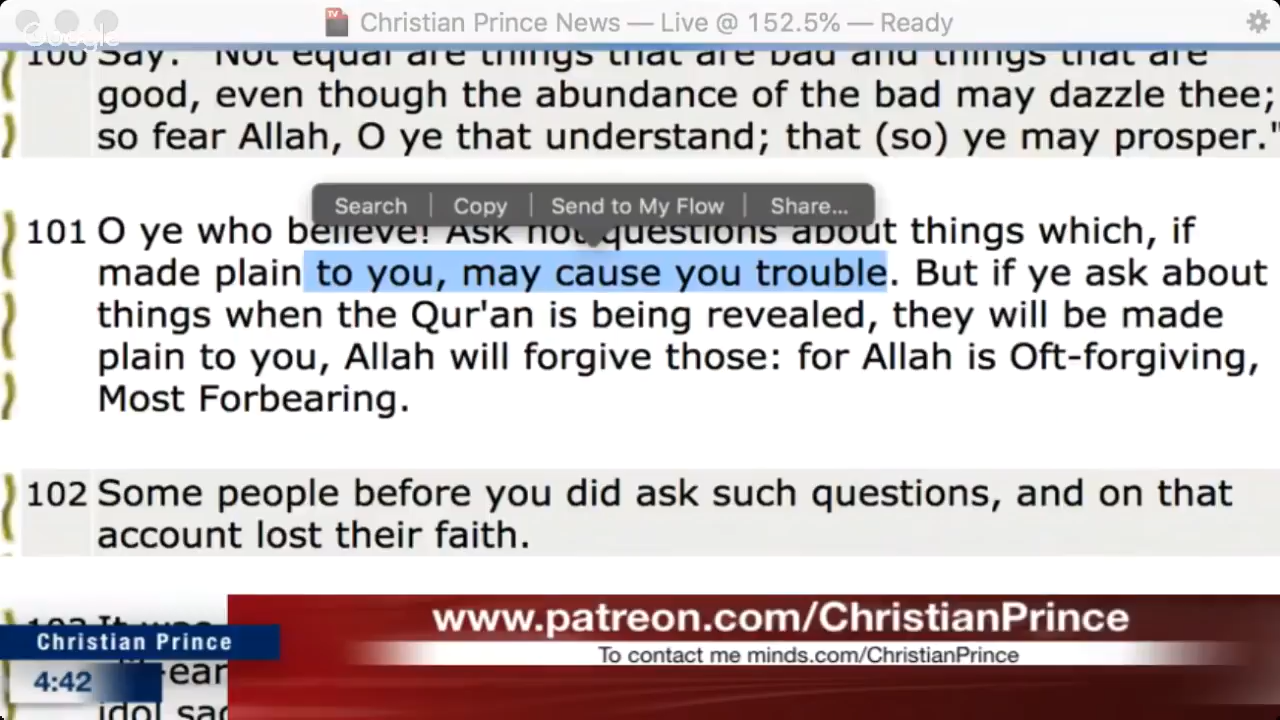 Christian Prince News — Live @ 152.5% — Ready
Google
100 Say: "Not equal are things that are bad and things that are
good, even though the abundance of the bad may dazzle thee;
so fear Allah, O ye that understand; that (so) ye may prosper."
Search Copy Send to My Flow Share...
101 O ye who believe! Ask not questions about things which, if
made plain to you, may cause you trouble. But if ye ask about
things when the Qur'an is being revealed, they will be made
plain to you, Allah will forgive those: for Allah is Oft-forgiving,
Most Forbearing.
102 Some people before you did ask such questions, and on that
account lost their faith.
103 It was
www.patreon.com/ChristianPrince
To contact me minds.com/ChristianPrince
Christian Prince
4:42